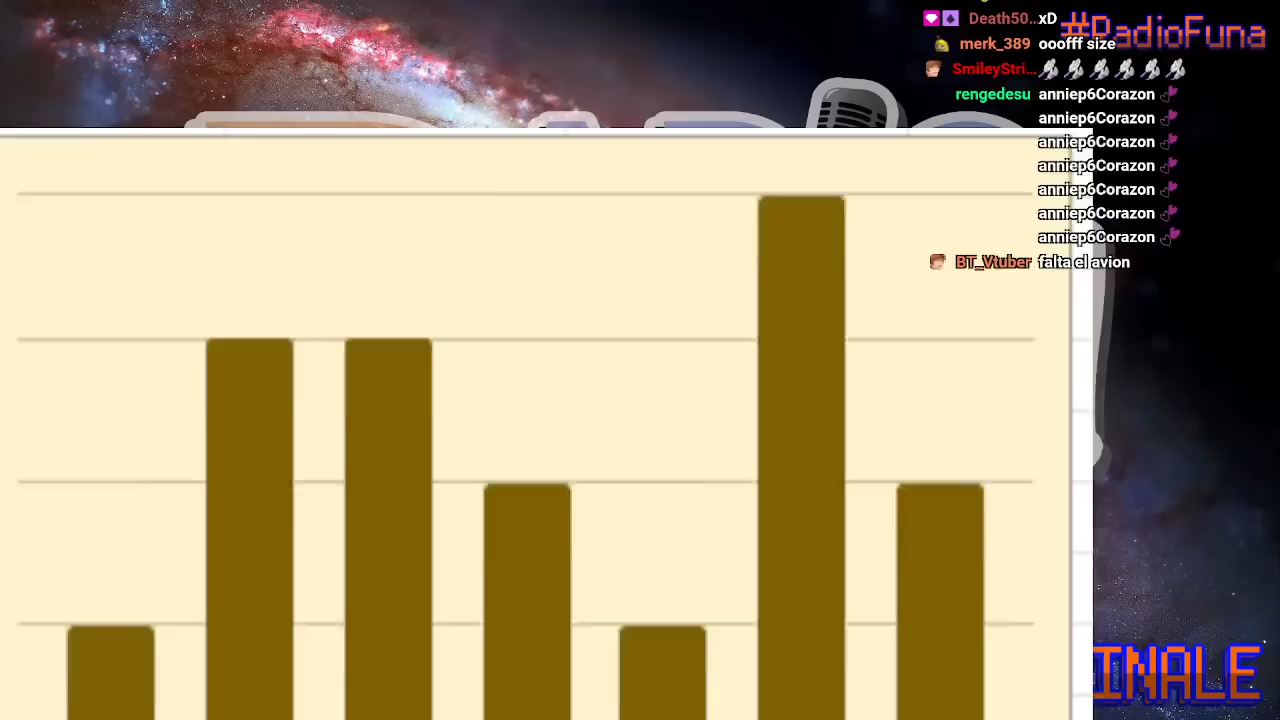 #RadioFuna
Death50... xD
merk_389 ooofff size
SmileyStri...
rengedesu anniep6Corazon
anniep6Corazon
anniep6Corazon
anniep6Corazon
anniep6Corazon
anniep6Corazon
anniep6Corazon
BT_Vtuber falta el avion
INALE